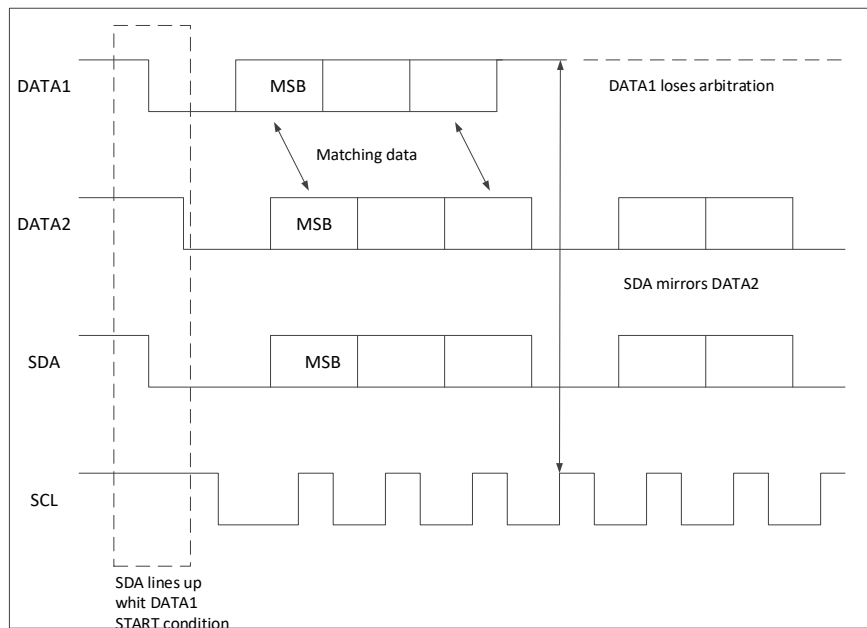 DATA1
MSB
DATA1 loses arbitration
Matching data
DATA2
MSB
SDA mirrors DATA2
SDA
MSB
SCL
SDA lines up
whit DATA1
START condition